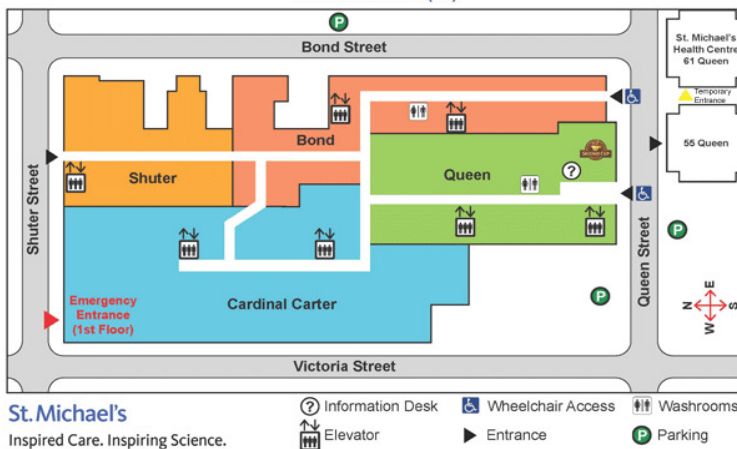 P
Bond Street
St. Michael's
Health Centre
61 Queen
Temporary
Entrance
Bond
Shuter
Queen
SECOND CUP
?
55 Queen
Shuter Street
Queen Street
P
Emergency
Entrance
(1st Floor)
Cardinal Carter
P
E
N
S
W
Victoria Street
St. Michael's
Inspired Care. Inspiring Science.
? Information Desk
Wheelchair Access
Washrooms
Elevator
Entrance
P Parking